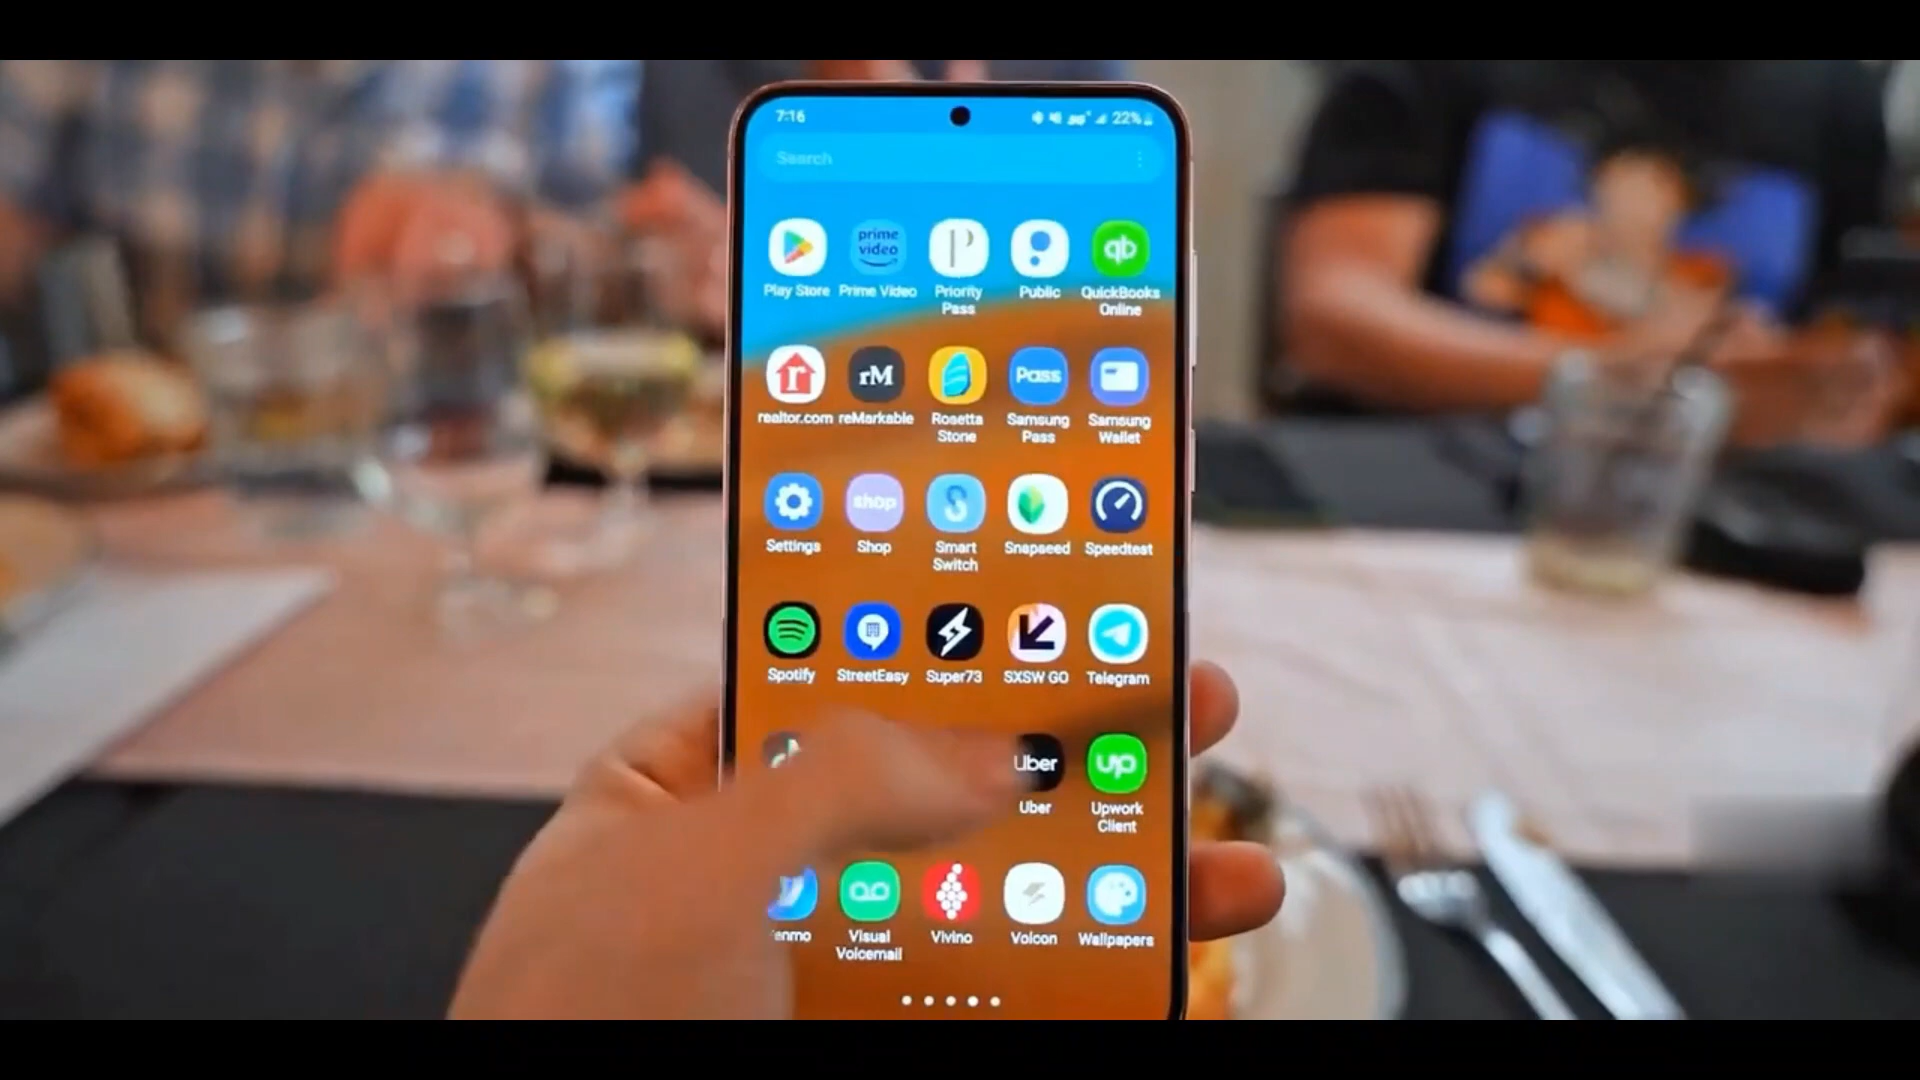 7:16
22%
Search
prime
video
P
qb
Play Store
Prime Video
Priority
Pass
Public
QuickBooks
Online
r
rM
Pass
realtor.com
reMarkable
Rosetta
Stone
Samsung
Pass
Samsung
Wallet
shop
Settings
Shop
Smart
Switch
Snapseed
Speedtest
Spotify
StreetEasy
Super73
SXSW GO
Telegram
Uber
up
Uber
Upwork
Client
enmo
Visual
Voicemail
Vivino
Volcon
Wallpapers